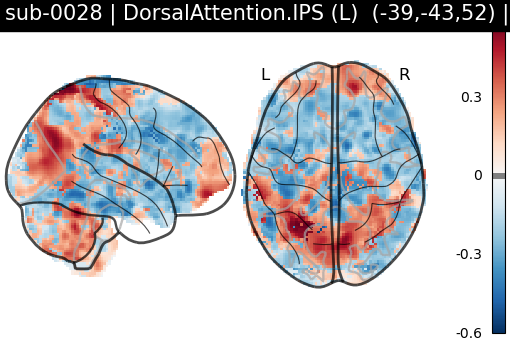 sub-0028 | DorsalAttention.IPS (L)  (-39,-43,52) |
L R
0.3
0
-0.3
-0.6